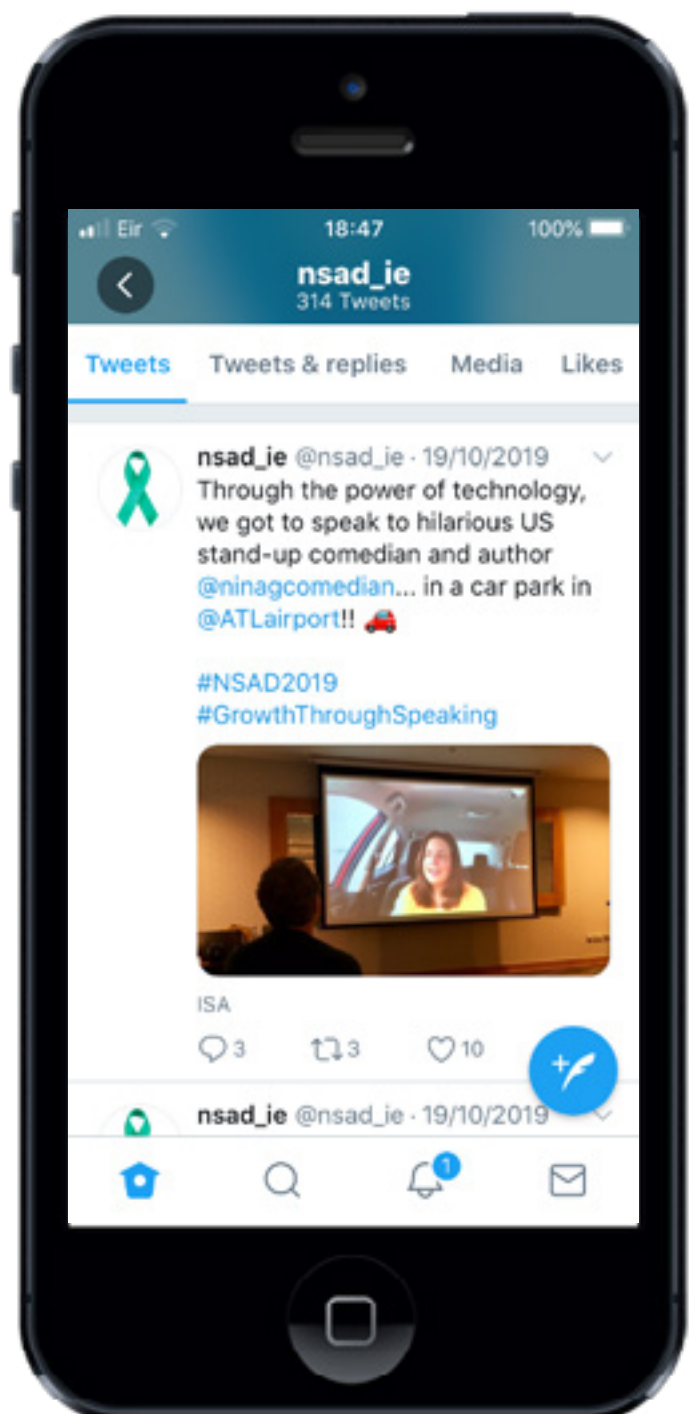 Eir 18:47 100%
nsad_ie
314 Tweets
Tweets Tweets & replies Media Likes
nsad_ie @nsad_ie · 19/10/2019
Through the power of technology,
we got to speak to hilarious US
stand-up comedian and author
@ninagcomedian... in a car park in
@ATLairport!! 🚗
#NSAD2019
#GrowthThroughSpeaking
ISA
3 3 10
nsad_ie @nsad_ie · 19/10/2019
1